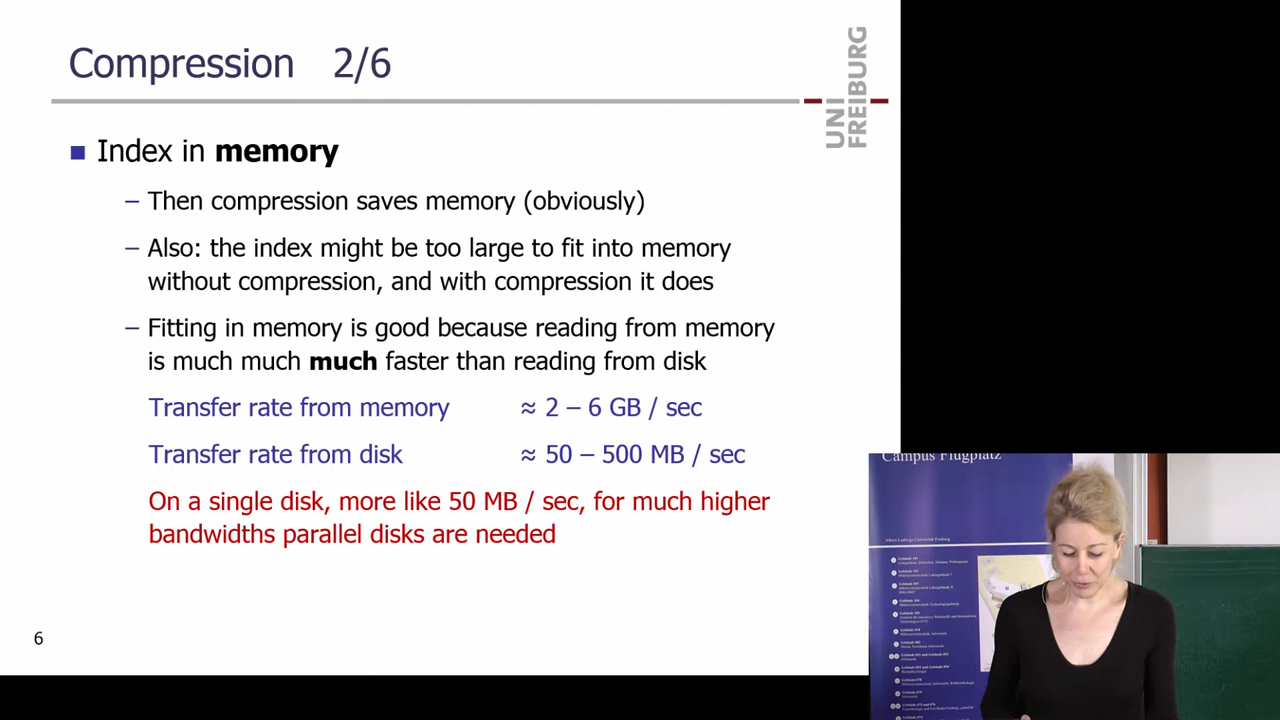 Compression 2/6
UNI
FREIBURG
Index in memory
– Then compression saves memory (obviously)
– Also: the index might be too large to fit into memory
without compression, and with compression it does
– Fitting in memory is good because reading from memory
is much much much faster than reading from disk
Transfer rate from memory ≈ 2 – 6 GB / sec
Transfer rate from disk ≈ 50 – 500 MB / sec
On a single disk, more like 50 MB / sec, for much higher
bandwidths parallel disks are needed
6
Campus Flugplatz